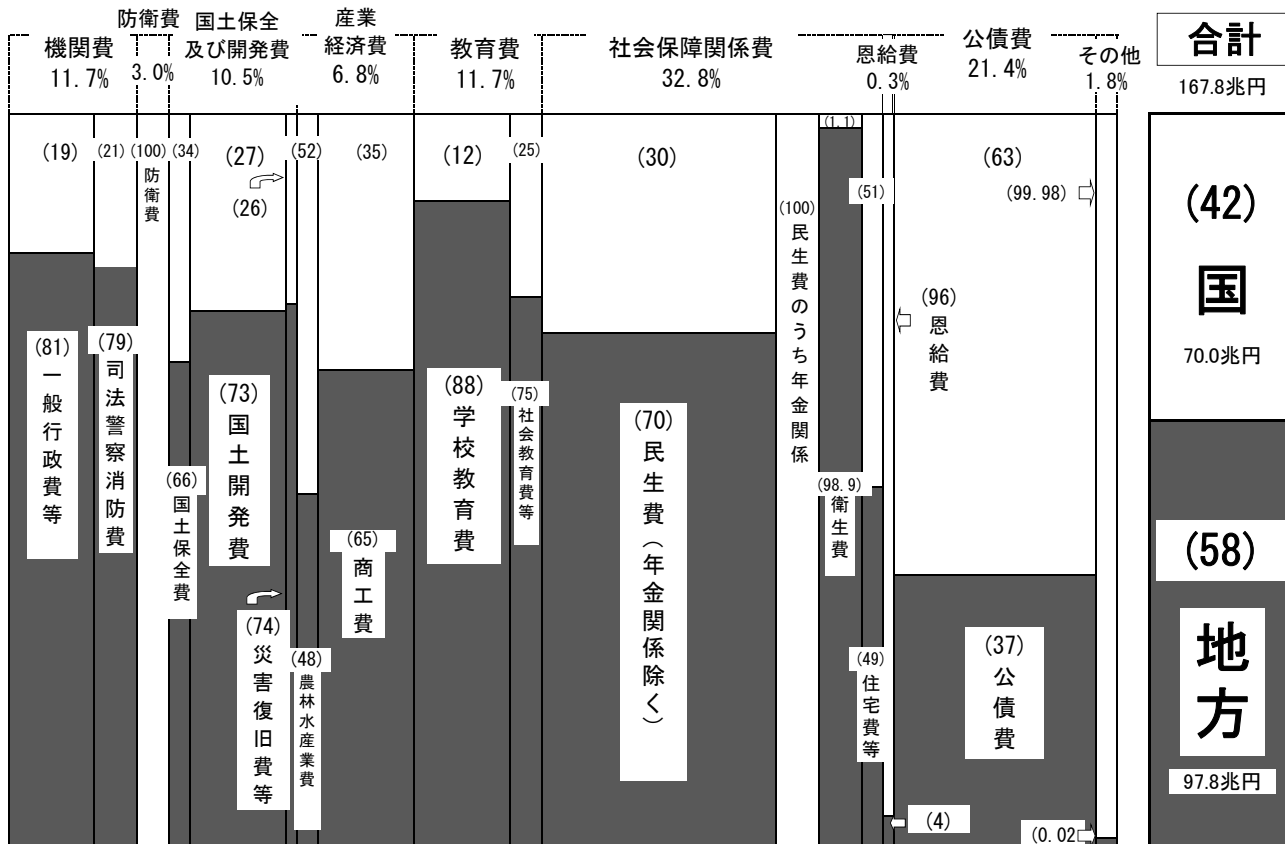 防衛費
国土保全
及び開発費
10.5%
産業
経済費
6.8%
機関費
11.7%
3.0%
教育費
11.7%
社会保障関係費
32.8%
恩給費
0.3%
公債費
21.4%
その他
1.8%
合計
167.8兆円
(19)
(21)
(100)
防衛費
(34)
(27)
(26)
(52)
(35)
(12)
(25)
(30)
(100)
民生費のうち年金関係
(1.1)
(51)
(63)
(99.98)
(96)
恩給費
(42)
国
70.0兆円
(81)
一般行政費等
(79)
司法警察消防費
(66)
国土保全費
(73)
国土開発費
(74)
災害復旧費等
(48)
農林水産業費
(65)
商工費
(88)
学校教育費
(75)
社会教育費等
(70)
民生費(年金関係除く)
(98.9)
衛生費
(49)
住宅費等
(4)
(37)
公債費
(0.02
(58)
地方
97.8兆円